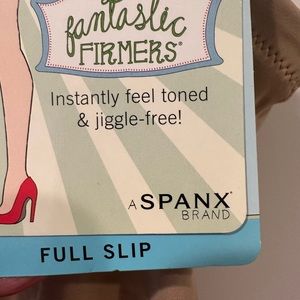 fantastic
FIRMERS®
Instantly feel toned
& jiggle-free!
A SPANX®
BRAND
FULL SLIP